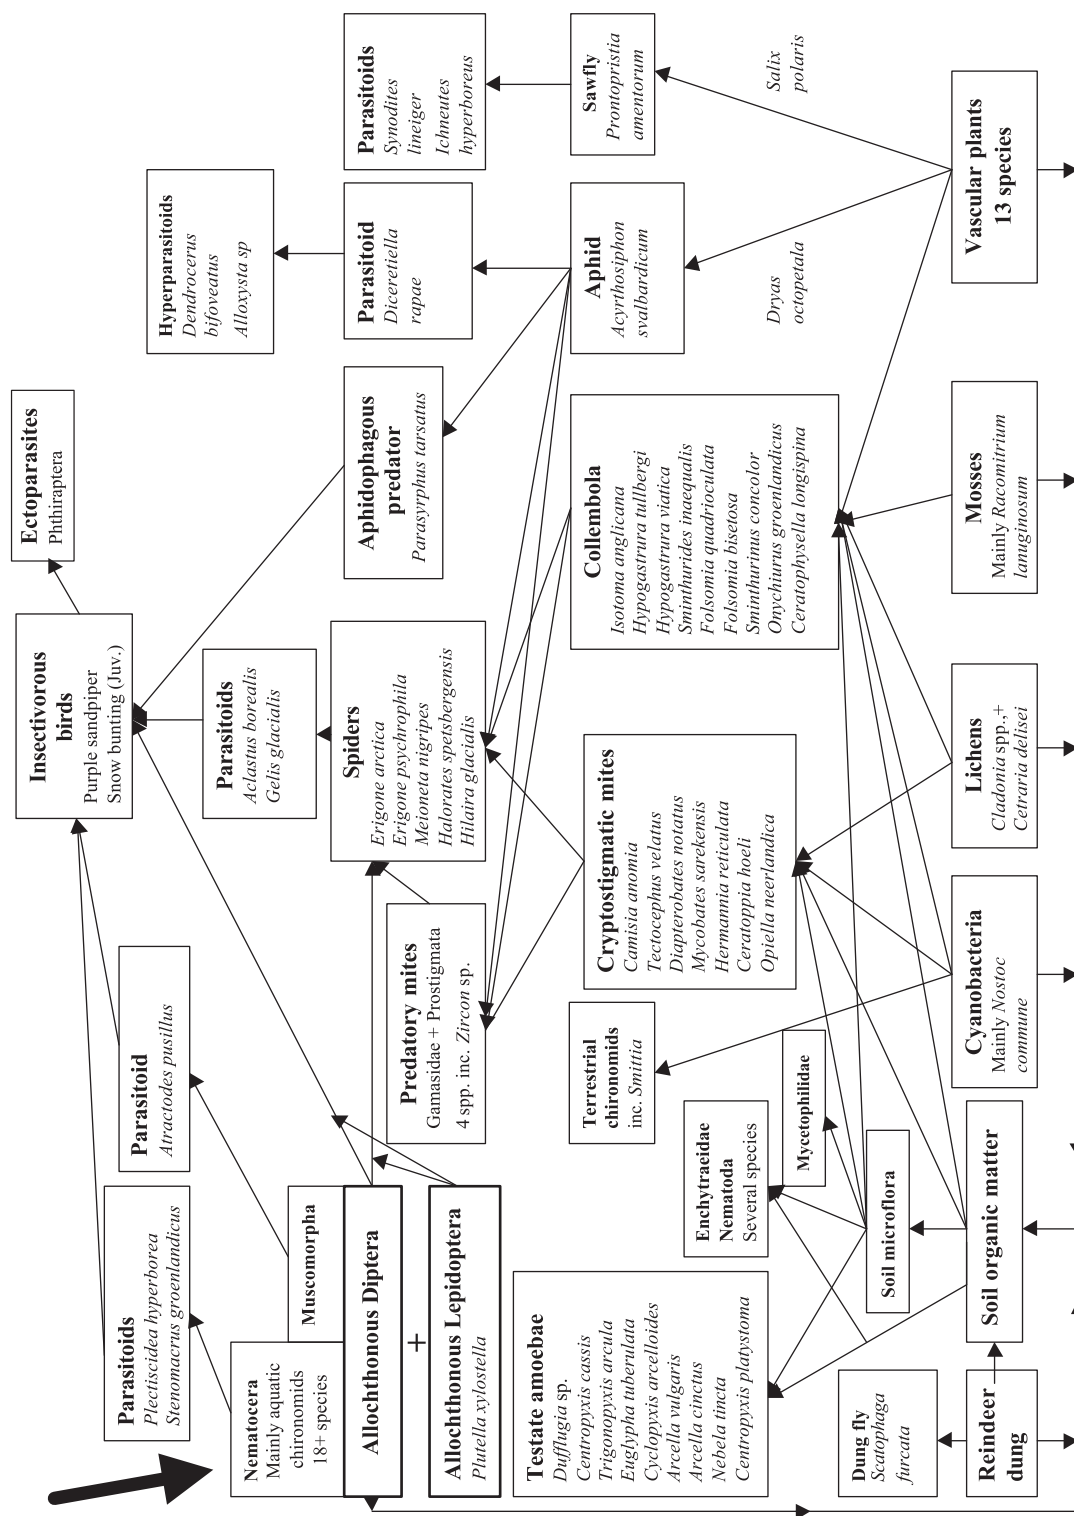 Ectoparasites
Phthiraptera
Insectivorous
birds
Purple sandpiper
Snow bunting (Juv.)
Hyperparasitoids
Dendrocerus
bifoveatus
Alloxysta sp
Parasitoids
Plectiscidea hyperborea
Stenomacrus groenlandicus
Parasitoid
Atractodes pusillus
Parasitoids
Aclastus borealis
Gelis glacialis
Aphidophagous
predator
Parasyrphus tarsatus
Parasitoid
Diceretiella
rapae
Parasitoids
Synodites
lineiger
Ichneutes
hyperboreus
Nematocera
Mainly aquatic
chironomids
18+ species
Muscomorpha
Allochthonous Diptera
+
Allochthonous Lepidoptera
Plutella xylostella
Predatory mites
Gamasidae + Prostigmata
4 spp. inc. Zircon sp.
Spiders
Erigone arctica
Erigone psychrophila
Meioneta nigripes
Halorates spetsbergensis
Hilaira glacialis
Testate amoebae
Dufflugia sp.
Centropyxis cassis
Trigonopyxis arcula
Euglypha tuberulata
Cyclopyxis arcelloides
Arcella vulgaris
Arcella cinctus
Nebela tincta
Centropyxis platystoma
Enchytraeidae
Nematoda
Several species
Mycetophilidae
Terrestrial
chironomids
inc. Smittia
Cryptostigmatic mites
Camisia anomia
Tectocephus velatus
Diapterobates notatus
Mycobates sarekensis
Hermannia reticulata
Ceratoppia hoeli
Opiella neerlandica
Collembola
Isotoma anglicana
Hypogastrura tullbergi
Hypogastrura viatica
Sminthurides inaequalis
Folsomia quadrioculata
Folsomia bisetosa
Sminthurinus concolor
Onychiurus groenlandicus
Ceratophysella longispina
Aphid
Acyrthosiphon
svalbardicum
Sawfly
Prontopristia
amentorum
Dryas
octopetala
Salix
polaris
Dung fly
Scatophaga
furcata
Soil microflora
Reindeer
dung
Soil organic matter
Cyanobacteria
Mainly Nostoc
commune
Lichens
Cladonia spp.,+
Cetraria delisei
Mosses
Mainly Racomitrium
lanuginosum
Vascular plants
13 species